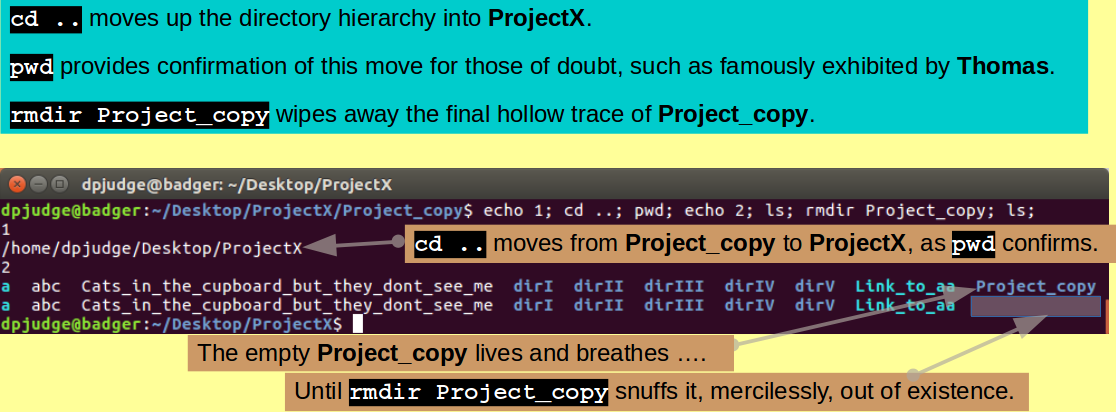 cd .. moves up the directory hierarchy into ProjectX.
pwd provides confirmation of this move for those of doubt, such as famously exhibited by Thomas.
rmdir Project_copy wipes away the final hollow trace of Project_copy.
dpjudge@badger: ~/Desktop/ProjectX
dpjudge@badger:~/Desktop/ProjectX/Project_copy$ echo 1; cd ..; pwd; echo 2; ls; rmdir Project_copy; ls;
1
/home/dpjudge/Desktop/ProjectX
cd .. moves from Project_copy to ProjectX, as pwd confirms.
2
a abc Cats_in_the_cupboard_but_they_dont_see_me dirI dirII dirIII dirIV dirV Link_to_aa Project_copy
a abc Cats_in_the_cupboard_but_they_dont_see_me dirI dirII dirIII dirIV dirV Link_to_aa
dpjudge@badger:~/Desktop/ProjectX$
The empty Project_copy lives and breathes ….
Until rmdir Project_copy snuffs it, mercilessly, out of existence.